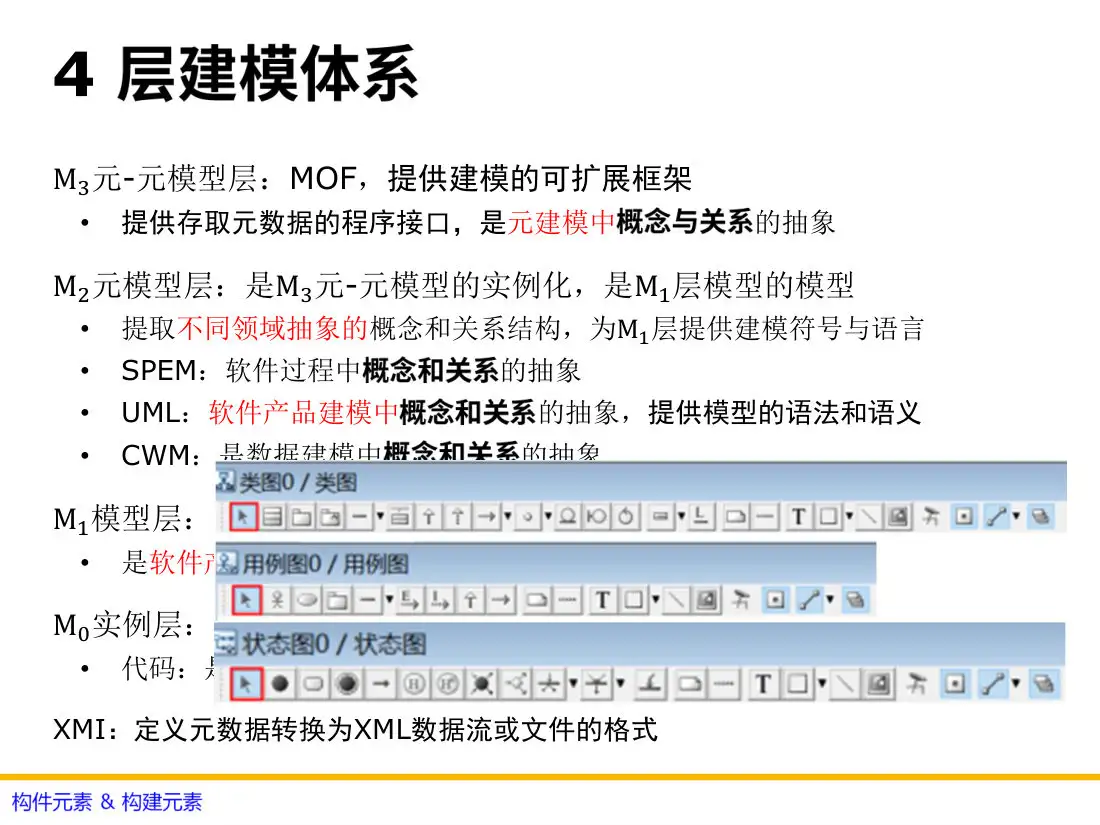 4 层建模体系
M3元-元模型层：MOF，提供建模的可扩展框架
• 提供存取元数据的程序接口，是元建模中概念与关系的抽象
M2元模型层：是M3元-元模型的实例化，是M1层模型的模型
• 提取不同领域抽象的概念和关系结构，为M1层提供建模符号与语言
• SPEM：软件过程中概念和关系的抽象
• UML：软件产品建模中概念和关系的抽象，提供模型的语法和语义
• CWM：是数据建模中概念和关系的抽象
类图0 / 类图
M1模型层：
• 是软件
用例图0 / 用例图
M0实例层：
状态图0 / 状态图
• 代码：
XMI：定义元数据转换为XML数据流或文件的格式
构件元素 & 构建元素